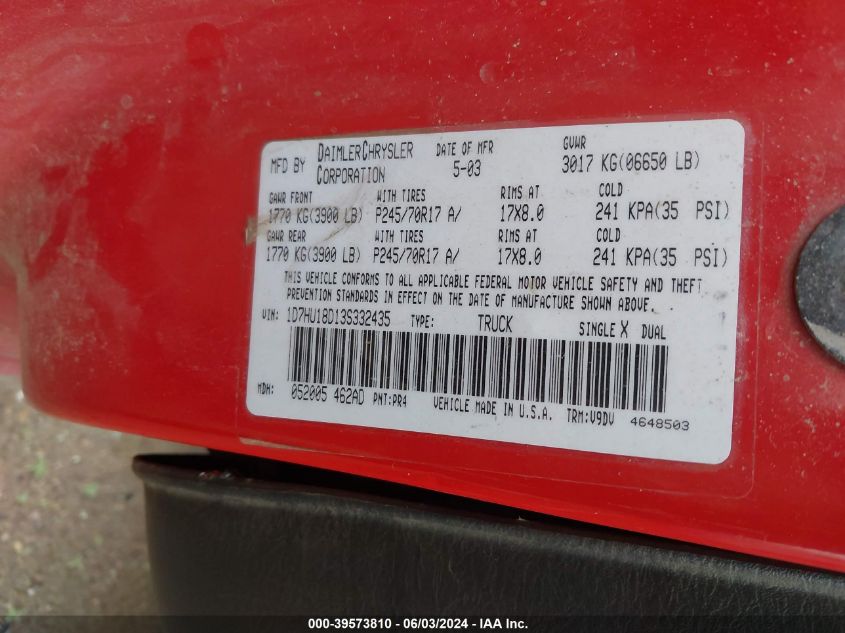 MFD BY DAIMLERCHRYSLER CORPORATION DATE OF MFR 5-03 GVWR 3017 KG(06650 LB)
GAWR FRONT WITH TIRES RIMS AT COLD
1770 KG(3900 LB) P245/70R17 A/ 17X8.0 241 KPA(35 PSI)
GAWR REAR WITH TIRES RIMS AT COLD
1770 KG(3900 LB) P245/70R17 A/ 17X8.0 241 KPA(35 PSI)
THIS VEHICLE CONFORMS TO ALL APPLICABLE FEDERAL MOTOR VEHICLE SAFETY AND THEFT
PREVENTION STANDARDS IN EFFECT ON THE DATE OF MANUFACTURE SHOWN ABOVE.
VIN: 1D7HU18D13S332435 TYPE: TRUCK SINGLE X DUAL
MDH: 052005 462AD PNT:PR4 VEHICLE MADE IN U.S.A. TRM:V9DV 4648503
000-39573810 - 06/03/2024 - IAA Inc.